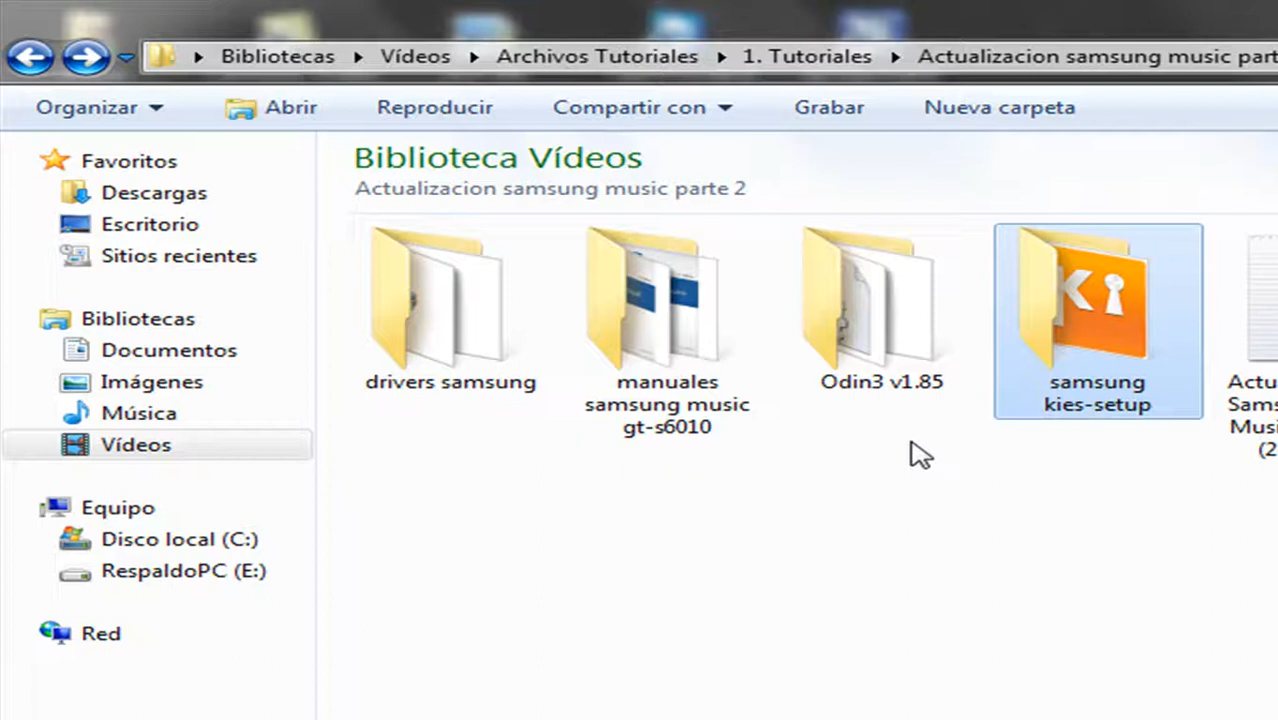 Bibliotecas Vídeos Archivos Tutoriales 1. Tutoriales Actualizacion samsung music part
Organizar Abrir Reproducir Compartir con Grabar Nueva carpeta
Favoritos
Descargas
Escritorio
Sitios recientes
Bibliotecas
Documentos
Imágenes
Música
Vídeos
Equipo
Disco local (C:)
RespaldoPC (E:)
Red
Biblioteca Vídeos
Actualizacion samsung music parte 2
drivers samsung
manuales
samsung music
gt-s6010
Odin3 v1.85
KI
samsung
kies-setup
Actu
Sams
Musi
(2